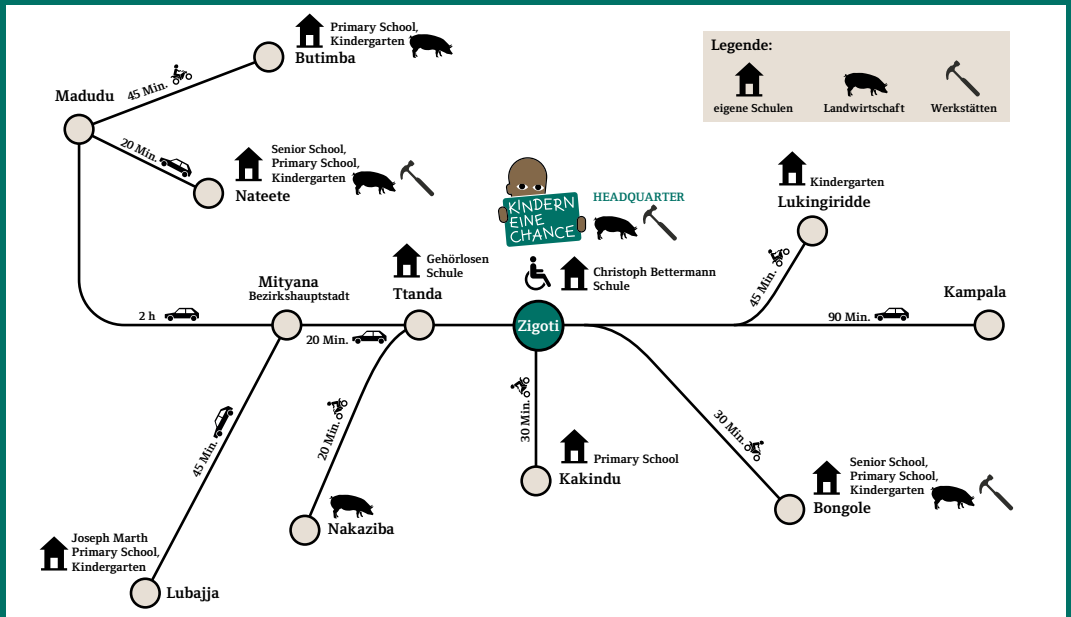 Primary School,
Kindergarten
Butimba
45 Min.
Madudu
20 Min.
Senior School,
Primary School,
Kindergarten
Nateete
Legende:
eigene Schulen
Landwirtschaft
Werkstätten
KINDERN
EINE
CHANCE
HEADQUARTER
Kindergarten
Lukingiridde
45 Min.
Gehörlosen
Schule
Ttanda
Christoph Bettermann
Schule
Zigoti
Mityana
Bezirkshauptstadt
2 h
20 Min.
90 Min.
Kampala
45 Min.
20 Min.
30 Min.
30 Min.
Primary School
Kakindu
Senior School,
Primary School,
Kindergarten
Bongole
Nakaziba
Joseph Marth
Primary School,
Kindergarten
Lubajja